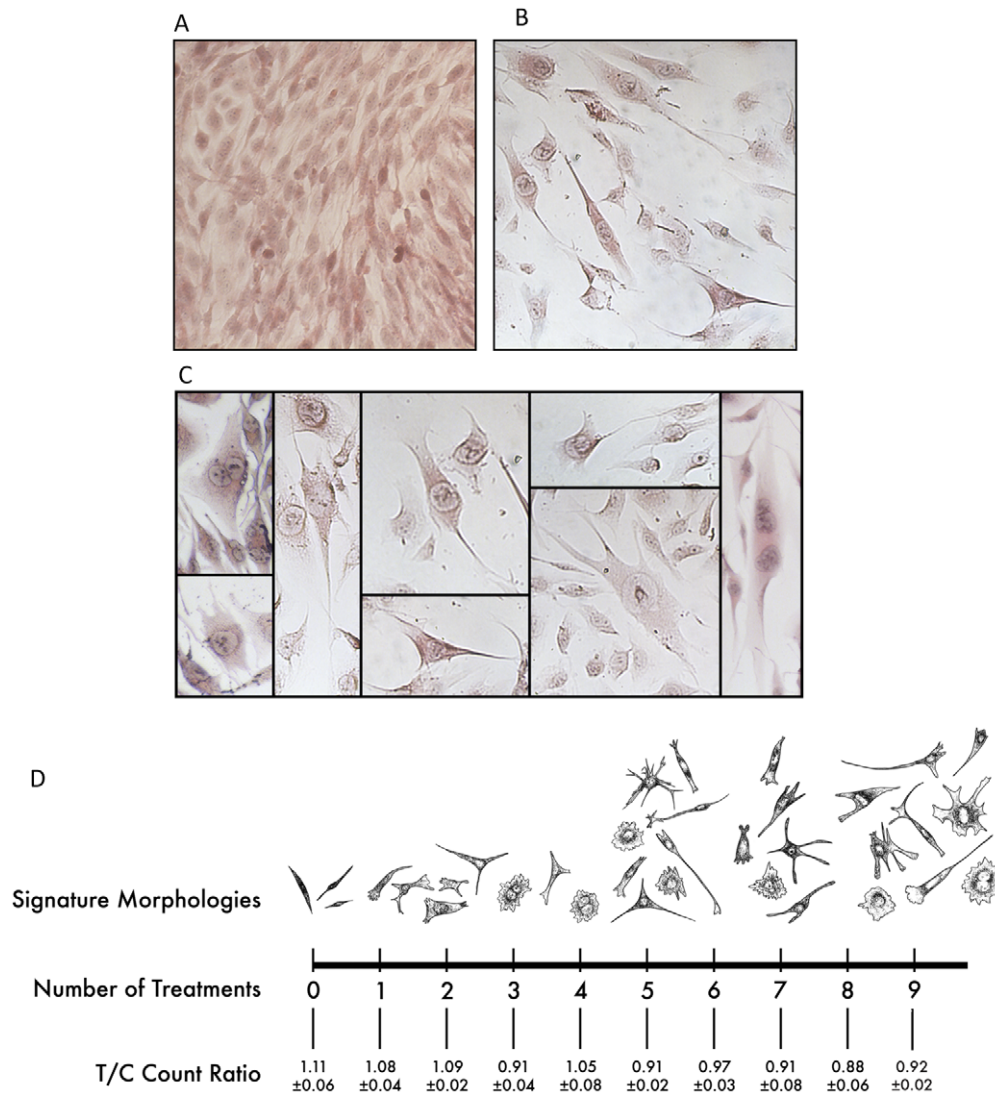 A
B
C
D
Signature Morphologies
Number of Treatments
0 1 2 3 4 5 6 7 8 9
T/C Count Ratio
1.11 1.08 1.09 0.91 1.05 0.91 0.97 0.91 0.88 0.92
±0.06 ±0.04 ±0.02 ±0.04 ±0.08 ±0.02 ±0.03 ±0.08 ±0.06 ±0.02